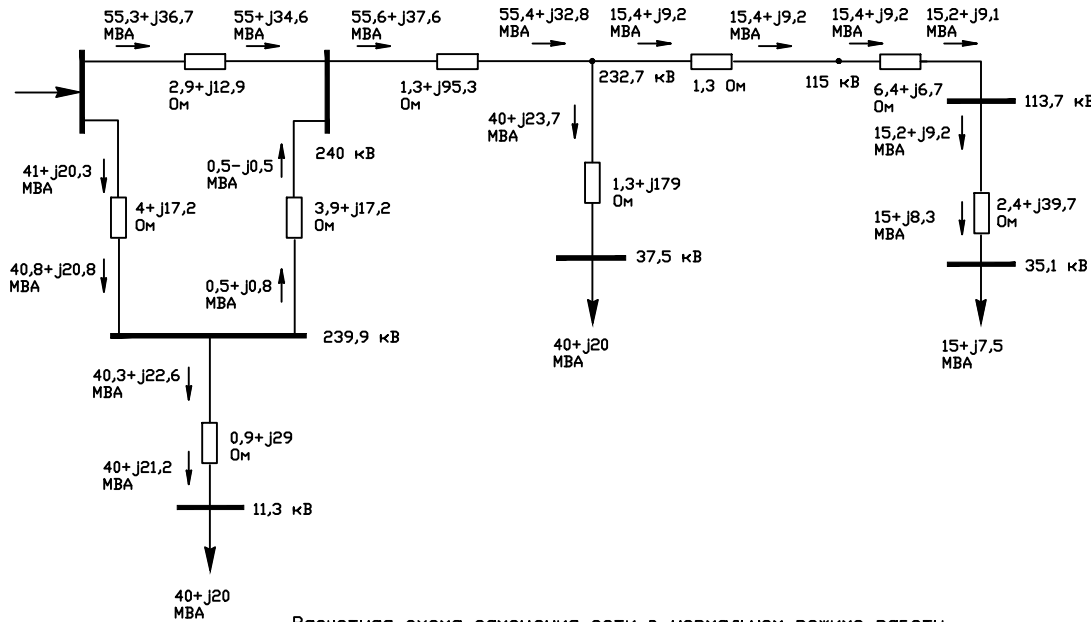 55,3+j36,7
МВА
55+j34,6
55,6+j37,6
МВА
55,4+j32,8
МВА
15,4+j9,2
МВА
15,4+j9,2
МВА
15,4+j9,2
МВА
15,2+j9,1
МВА
2,9+j12,9
Ом
1,3+j95,3
Ом
232,7 кВ
1,3 Ом
115 кВ
6,4+j6,7
Ом
113,7 кВ
40+j23,7
МВА
15,2+j9,2
МВА
240 кВ
41+j20,3
МВА
0,5-j0,5
МВА
4+j17,2
Ом
3,9+j17,2
Ом
1,3+j179
Ом
2,4+j39,7
Ом
15+j8,3
МВА
40,8+j20,8
МВА
0,5+j0,8
МВА
37,5 кВ
35,1 кВ
239,9 кВ
40+j20
МВА
15+j7,5
МВА
40,3+j22,6
МВА
0,9+j29
Ом
40+j21,2
МВА
11,3 кВ
40+j20
МВА
Расчетная схема замещения сети в нормальном режиме работы